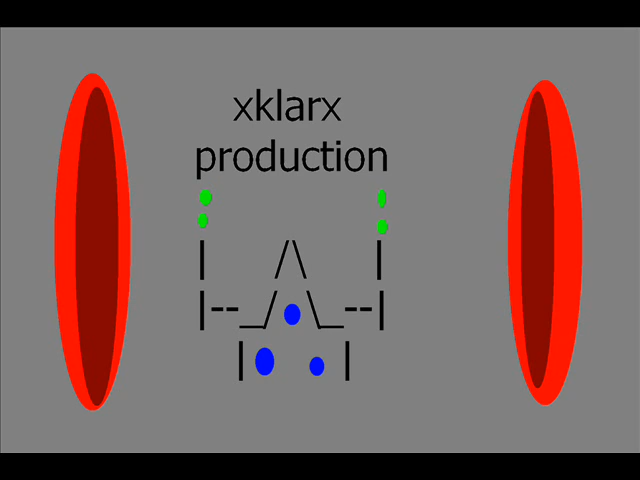 xklarx
production
| /\ |
|--_/ \_--|
| |